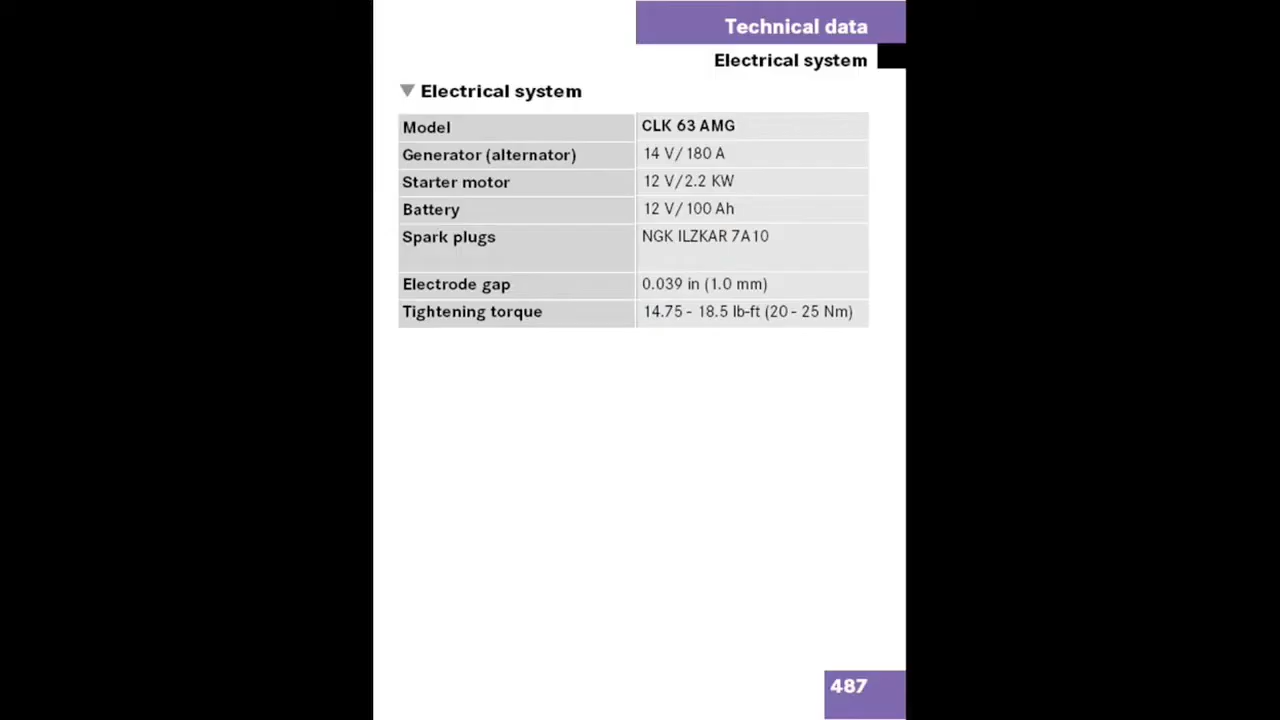 Technical data
Electrical system
Electrical system
Model CLK 63 AMG
Generator (alternator) 14 V/ 180 A
Starter motor 12 V/2.2 KW
Battery 12 V/ 100 Ah
Spark plugs NGK ILZKAR 7A10
Electrode gap 0.039 in (1.0 mm)
Tightening torque 14.75 - 18.5 lb-ft (20 - 25 Nm)
487